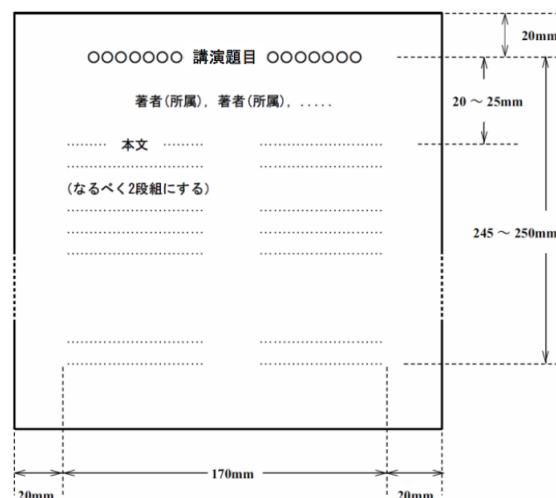 20mm
○○○○○○○ 講演題目 ○○○○○○○
著者(所属), 著者(所属), .....
20 ～ 25mm
......... 本文 .........
(なるべく2段組にする)
245 ～ 250mm
170mm
20mm
20mm